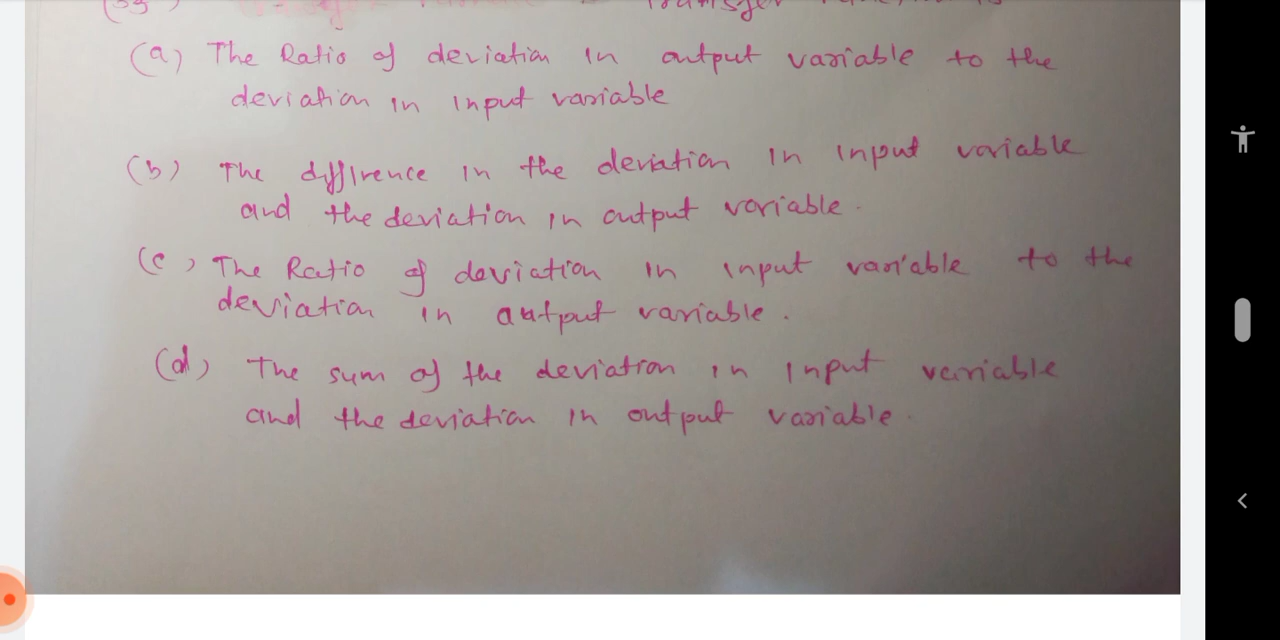 (a) The Ratio of deviation in output variable to the
deviation in input variable
(b) The diffirence in the deviation in input variable
and the deviation in output variable.
(c) The Ratio of deviation in input variable to the
deviation in output variable.
(d) The sum of the deviation in input variable
and the deviation in output variable.